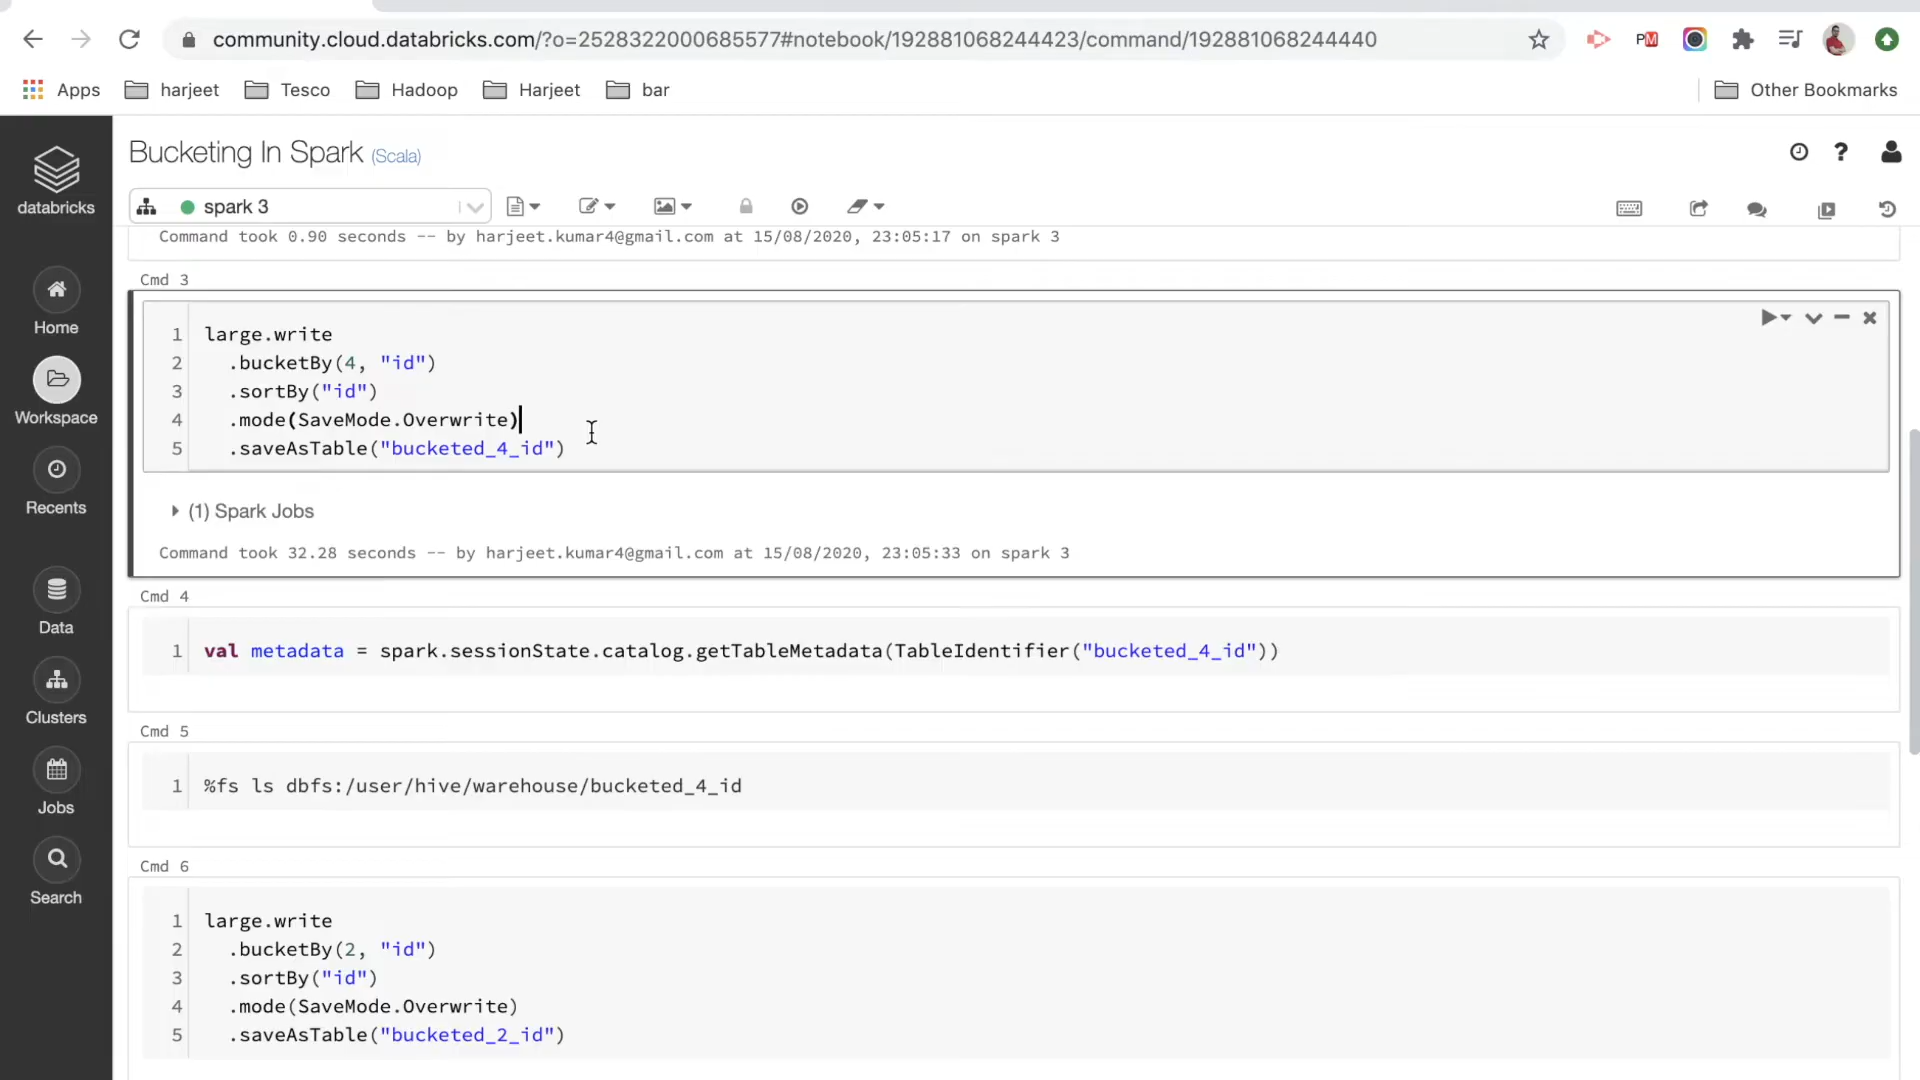 community.cloud.databricks.com/?o=2528322000685577#notebook/192881068244423/command/192881068244440
PM
Apps
harjeet
Tesco
Hadoop
Harjeet
bar
Other Bookmarks
databricks
Home
Workspace
Recents
Data
Clusters
Jobs
Search
Bucketing In Spark (Scala)
spark 3
Command took 0.90 seconds -- by harjeet.kumar4@gmail.com at 15/08/2020, 23:05:17 on spark 3
Cmd 3
1 large.write
2 .bucketBy(4, "id")
3 .sortBy("id")
4 .mode(SaveMode.Overwrite)
5 .saveAsTable("bucketed_4_id")
(1) Spark Jobs
Command took 32.28 seconds -- by harjeet.kumar4@gmail.com at 15/08/2020, 23:05:33 on spark 3
Cmd 4
1 val metadata = spark.sessionState.catalog.getTableMetadata(TableIdentifier("bucketed_4_id"))
Cmd 5
1 %fs ls dbfs:/user/hive/warehouse/bucketed_4_id
Cmd 6
1 large.write
2 .bucketBy(2, "id")
3 .sortBy("id")
4 .mode(SaveMode.Overwrite)
5 .saveAsTable("bucketed_2_id")